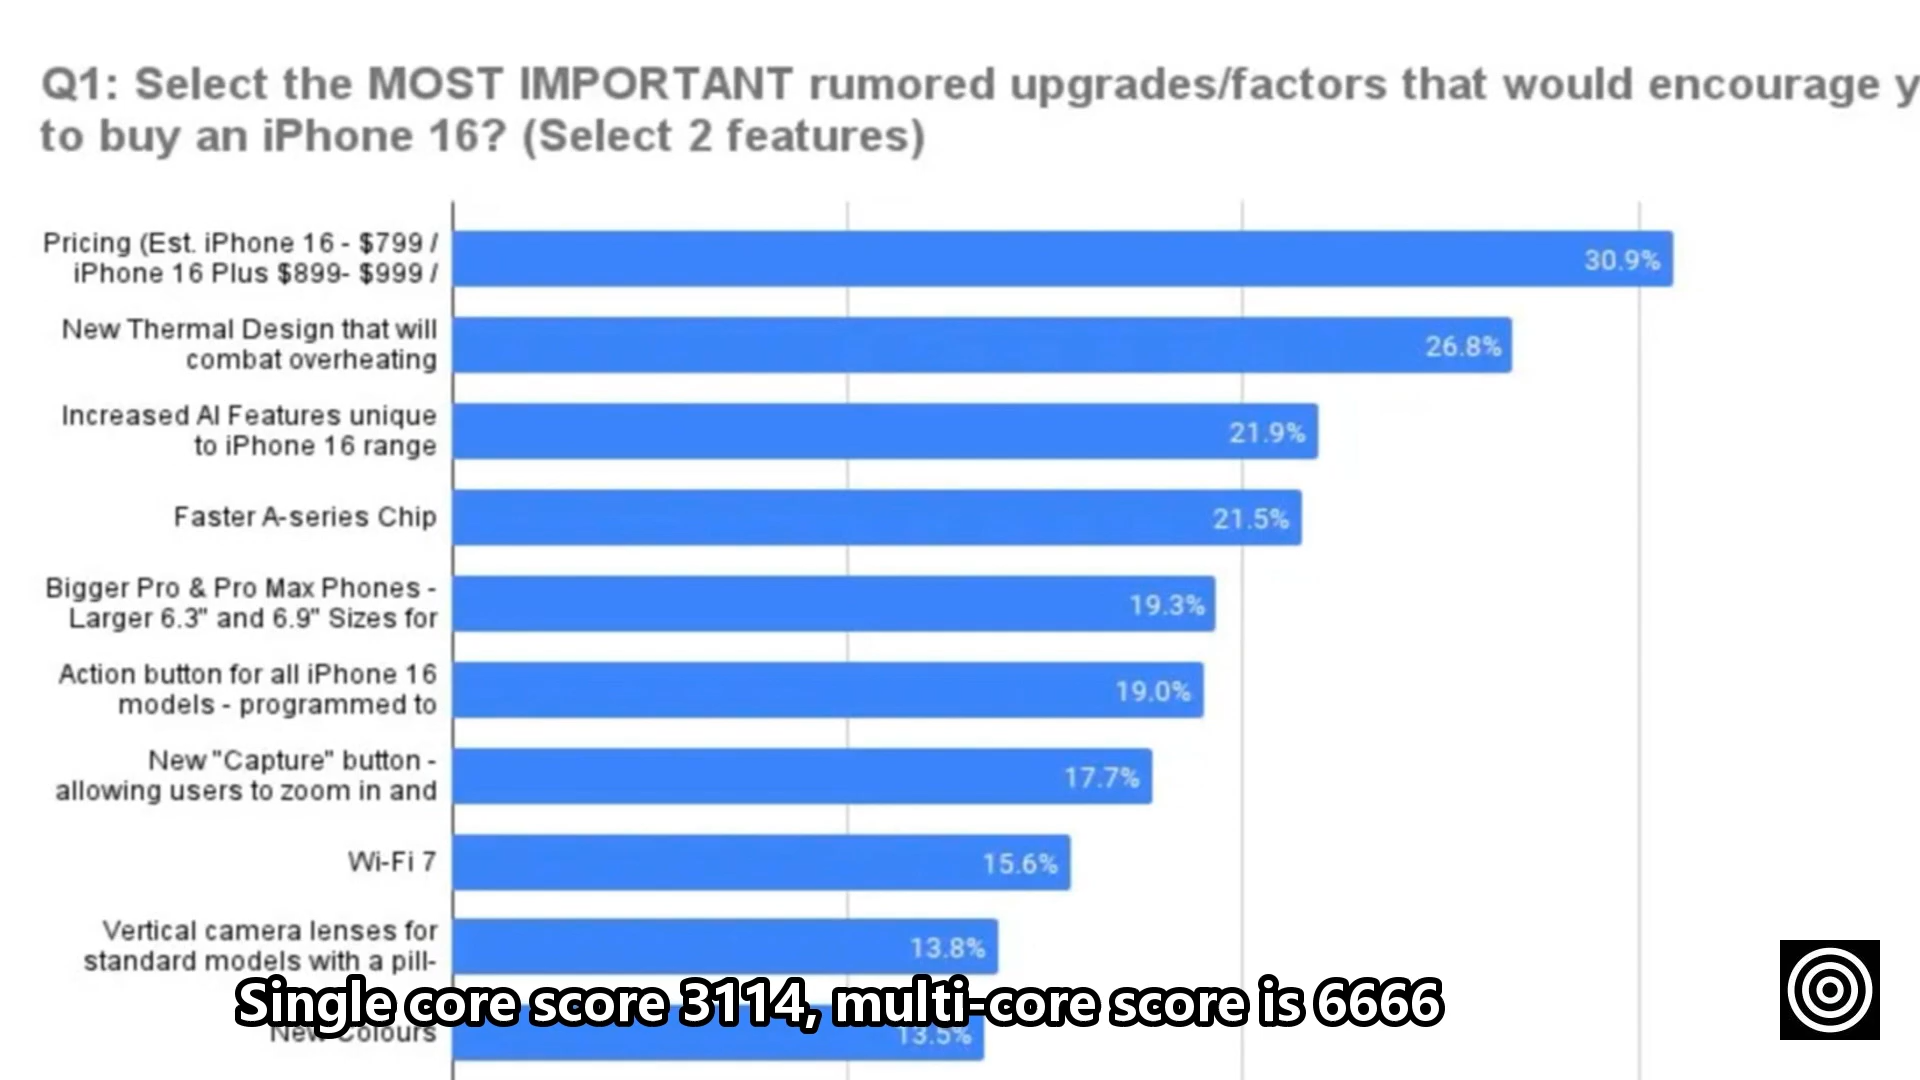 Q1: Select the MOST IMPORTANT rumored upgrades/factors that would encourage y
to buy an iPhone 16? (Select 2 features)
Pricing (Est. iPhone 16 - $799 /
iPhone 16 Plus $899- $999 /
30.9%
New Thermal Design that will
combat overheating
26.8%
Increased AI Features unique
to iPhone 16 range
21.9%
Faster A-series Chip
21.5%
Bigger Pro & Pro Max Phones -
Larger 6.3" and 6.9" Sizes for
19.3%
Action button for all iPhone 16
models - programmed to
19.0%
New "Capture" button -
allowing users to zoom in and
17.7%
Wi-Fi 7
15.6%
Vertical camera lenses for
standard models with a pill-
13.8%
Single core score 3114, multi-core score is 6666
New Colours
13.5%